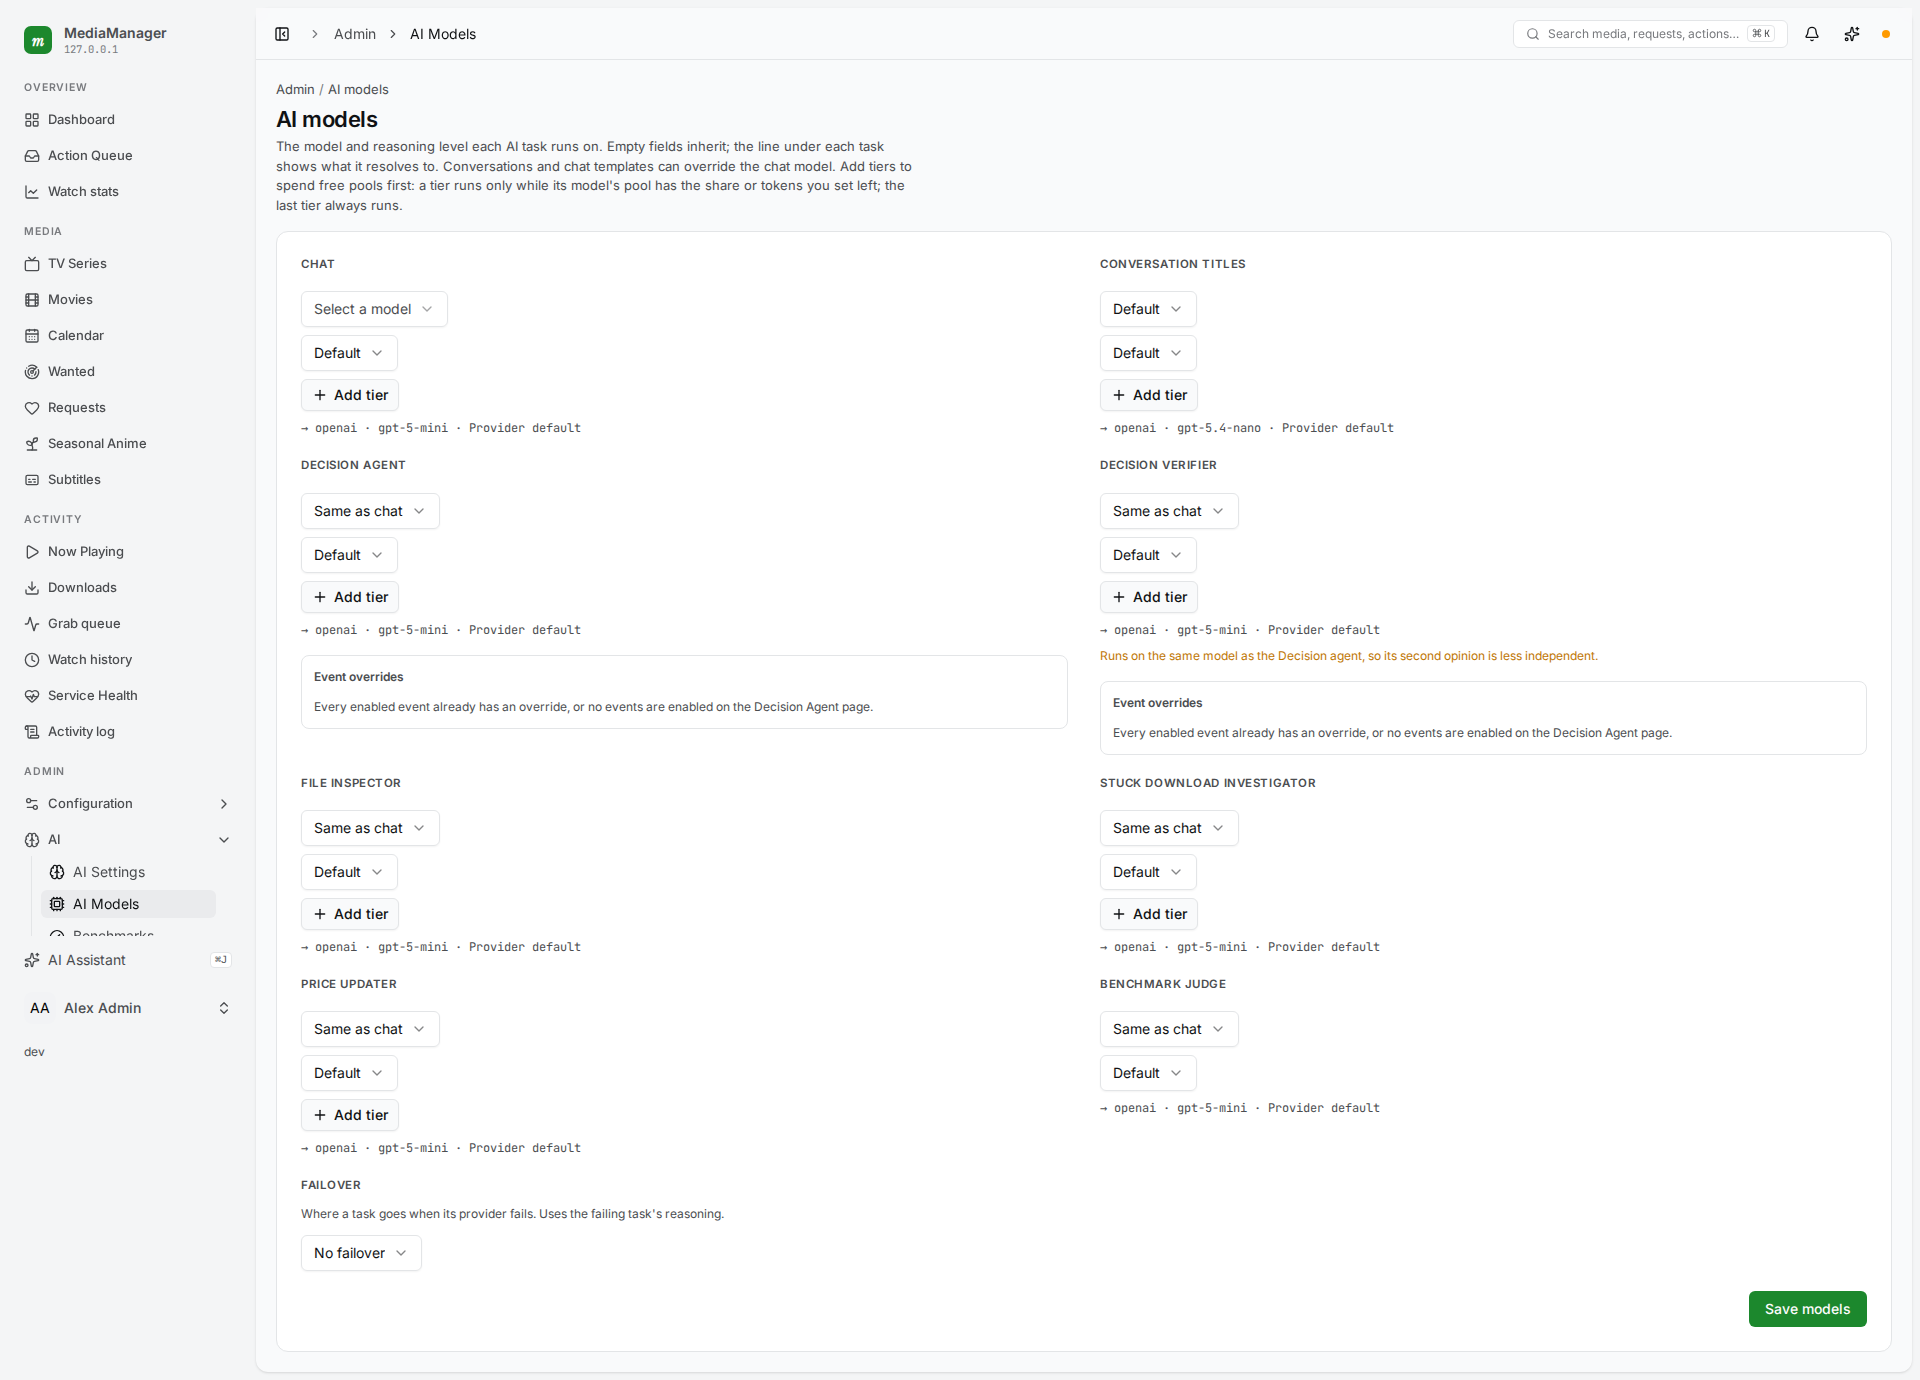 MediaManager
127.0.0.1
OVERVIEW
Dashboard
Action Queue
Watch stats
MEDIA
TV Series
Movies
Calendar
Wanted
Requests
Seasonal Anime
Subtitles
ACTIVITY
Now Playing
Downloads
Grab queue
Watch history
Service Health
Activity log
ADMIN
Configuration
AI
AI Settings
AI Models
Benchmarks
AI Assistant ⌘J
AA Alex Admin
dev
Admin > AI Models
Search media, requests, actions... ⌘K
Admin / AI models
AI models
The model and reasoning level each AI task runs on. Empty fields inherit; the line under each task
shows what it resolves to. Conversations and chat templates can override the chat model. Add tiers to
spend free pools first: a tier runs only while its model's pool has the share or tokens you set left; the
last tier always runs.
CHAT
Select a model
Default
+ Add tier
→ openai · gpt-5-mini · Provider default
CONVERSATION TITLES
Default
Default
+ Add tier
→ openai · gpt-5.4-nano · Provider default
DECISION AGENT
Same as chat
Default
+ Add tier
→ openai · gpt-5-mini · Provider default
Event overrides
Every enabled event already has an override, or no events are enabled on the Decision Agent page.
DECISION VERIFIER
Same as chat
Default
+ Add tier
→ openai · gpt-5-mini · Provider default
Runs on the same model as the Decision agent, so its second opinion is less independent.
Event overrides
Every enabled event already has an override, or no events are enabled on the Decision Agent page.
FILE INSPECTOR
Same as chat
Default
+ Add tier
→ openai · gpt-5-mini · Provider default
STUCK DOWNLOAD INVESTIGATOR
Same as chat
Default
+ Add tier
→ openai · gpt-5-mini · Provider default
PRICE UPDATER
Same as chat
Default
+ Add tier
→ openai · gpt-5-mini · Provider default
BENCHMARK JUDGE
Same as chat
Default
→ openai · gpt-5-mini · Provider default
FAILOVER
Where a task goes when its provider fails. Uses the failing task's reasoning.
No failover
Save models